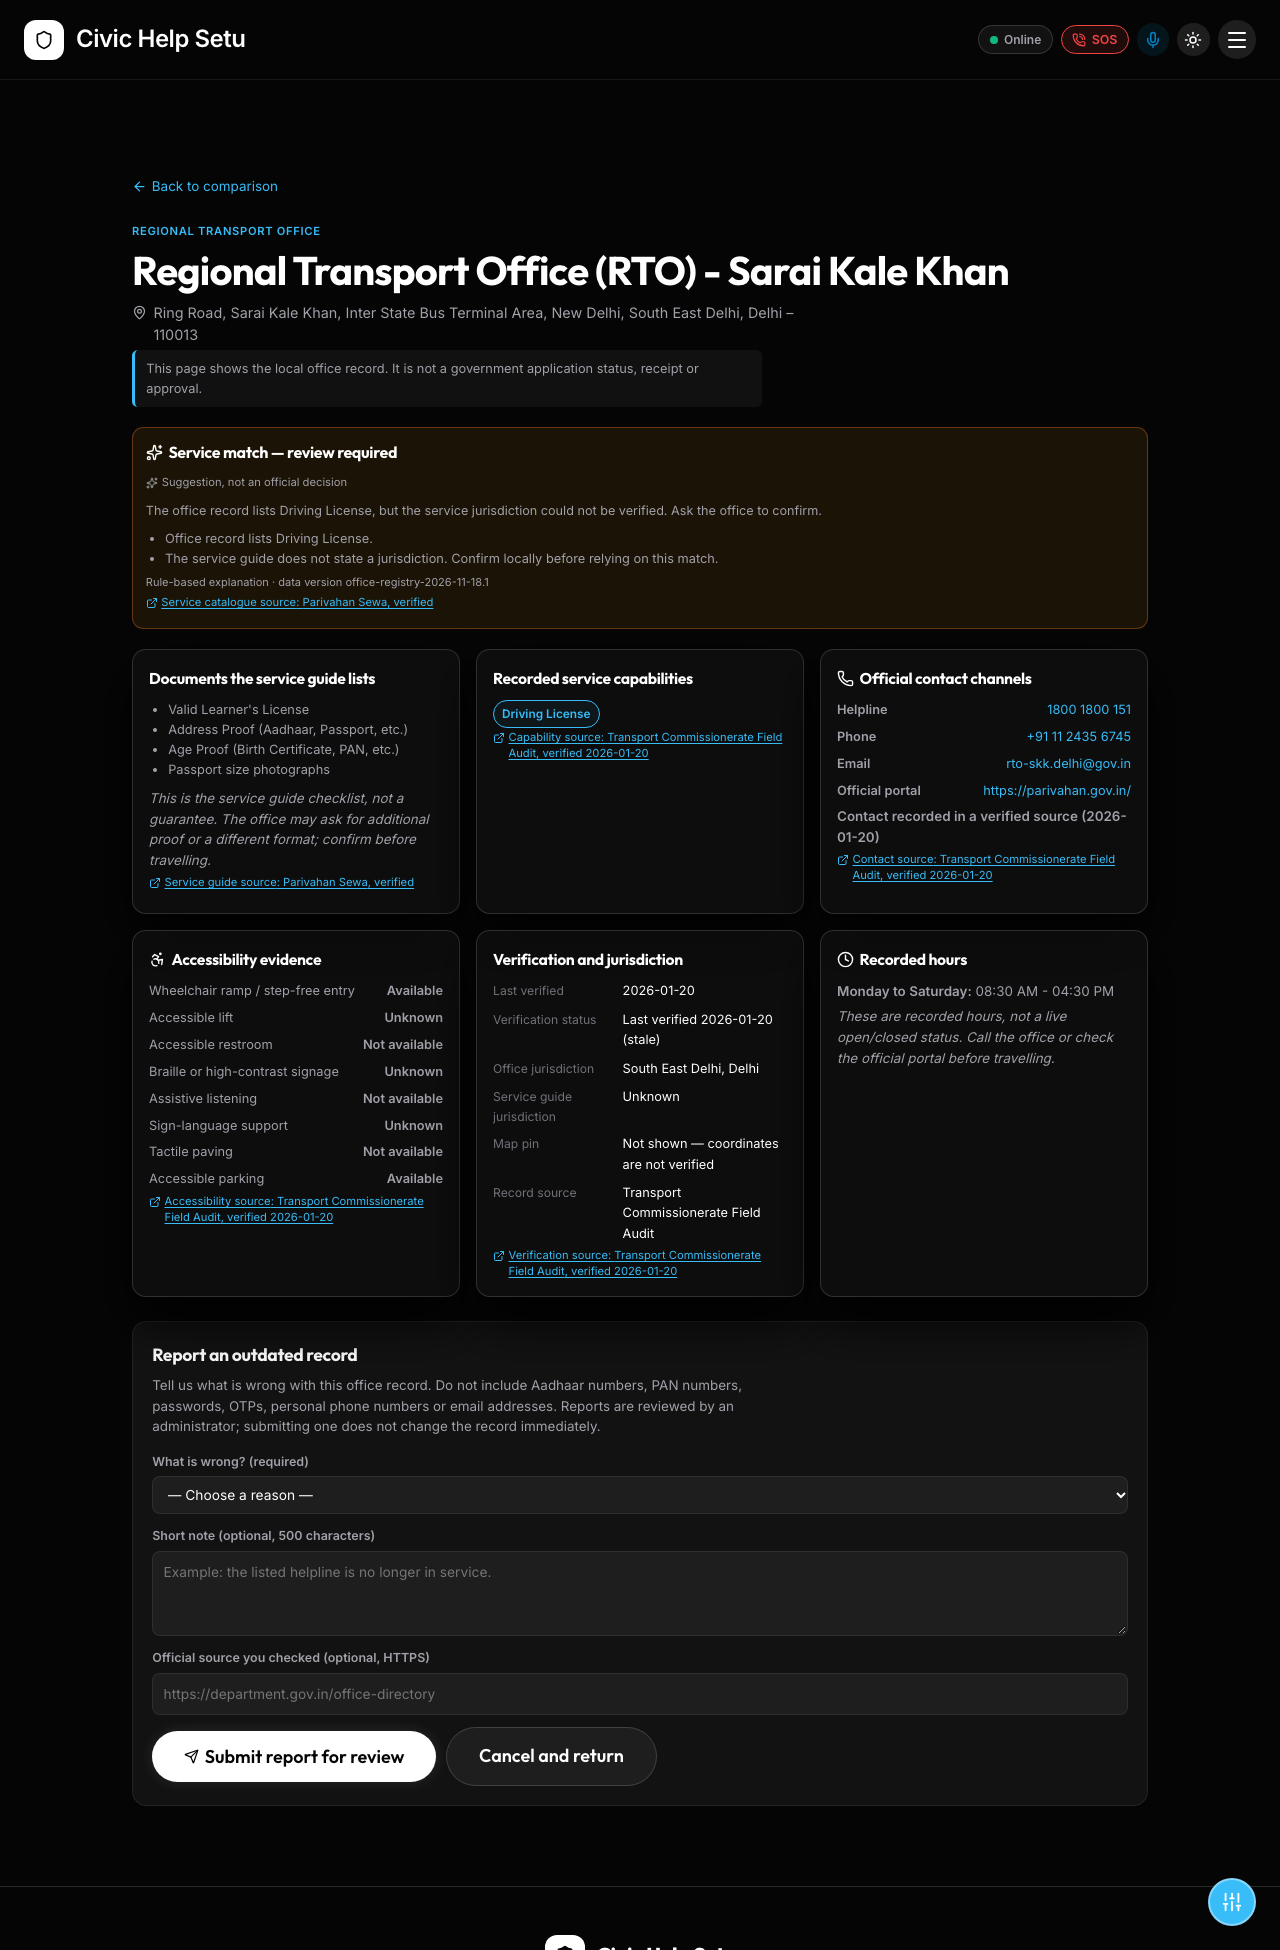 Civic Help Setu
Online
SOS
Back to comparison
REGIONAL TRANSPORT OFFICE
Regional Transport Office (RTO) - Sarai Kale Khan
Ring Road, Sarai Kale Khan, Inter State Bus Terminal Area, New Delhi, South East Delhi, Delhi –
110013
This page shows the local office record. It is not a government application status, receipt or
approval.
Service match — review required
Suggestion, not an official decision
The office record lists Driving License, but the service jurisdiction could not be verified. Ask the office to confirm.
• Office record lists Driving License.
• The service guide does not state a jurisdiction. Confirm locally before relying on this match.
Rule-based explanation · data version office-registry-2026-11-18.1
Service catalogue source: Parivahan Sewa, verified
Documents the service guide lists
• Valid Learner's License
• Address Proof (Aadhaar, Passport, etc.)
• Age Proof (Birth Certificate, PAN, etc.)
• Passport size photographs
This is the service guide checklist, not a
guarantee. The office may ask for additional
proof or a different format; confirm before
travelling.
Service guide source: Parivahan Sewa, verified
Recorded service capabilities
Driving License
Capability source: Transport Commissionerate Field
Audit, verified 2026-01-20
Official contact channels
Helpline 1800 1800 151
Phone +91 11 2435 6745
Email rto-skk.delhi@gov.in
Official portal https://parivahan.gov.in/
Contact recorded in a verified source (2026-
01-20)
Contact source: Transport Commissionerate Field
Audit, verified 2026-01-20
Accessibility evidence
Wheelchair ramp / step-free entry Available
Accessible lift Unknown
Accessible restroom Not available
Braille or high-contrast signage Unknown
Assistive listening Not available
Sign-language support Unknown
Tactile paving Not available
Accessible parking Available
Accessibility source: Transport Commissionerate
Field Audit, verified 2026-01-20
Verification and jurisdiction
Last verified 2026-01-20
Verification status Last verified 2026-01-20
(stale)
Office jurisdiction South East Delhi, Delhi
Service guide Unknown
jurisdiction
Map pin Not shown — coordinates
are not verified
Record source Transport
Commissionerate Field
Audit
Verification source: Transport Commissionerate
Field Audit, verified 2026-01-20
Recorded hours
Monday to Saturday: 08:30 AM - 04:30 PM
These are recorded hours, not a live
open/closed status. Call the office or check
the official portal before travelling.
Report an outdated record
Tell us what is wrong with this office record. Do not include Aadhaar numbers, PAN numbers,
passwords, OTPs, personal phone numbers or email addresses. Reports are reviewed by an
administrator; submitting one does not change the record immediately.
What is wrong? (required)
— Choose a reason —
Short note (optional, 500 characters)
Example: the listed helpline is no longer in service.
Official source you checked (optional, HTTPS)
https://department.gov.in/office-directory
Submit report for review
Cancel and return